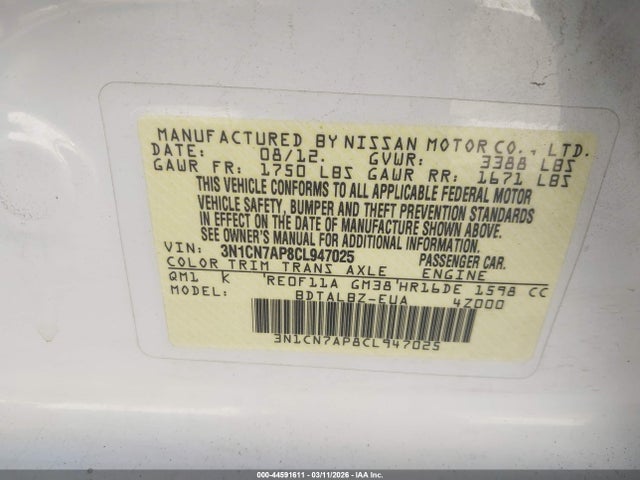 MANUFACTURED BY NISSAN MOTOR CO., LTD.
DATE: 08/12. GVWR: 3388 LBS
GAWR FR: 1750 LBS GAWR RR: 1671 LBS
THIS VEHICLE CONFORMS TO ALL APPLICABLE FEDERAL MOTOR
VEHICLE SAFETY, BUMPER AND THEFT PREVENTION STANDARDS
IN EFFECT ON THE DATE OF MANUFACTURE SHOWN ABOVE.
SEE OWNER'S MANUAL FOR ADDITIONAL INFORMATION.
VIN: 3N1CN7AP8CL947025 PASSENGER CAR.
COLOR TRIM TRANS AXLE ENGINE
QM1 K RE0F11A GM38 HR16DE 1598 CC
MODEL: BDTALBZ-EUA 4Z000
3N1CN7AP8CL947025
000-44591611 - 03/11/2026 - IAA Inc.